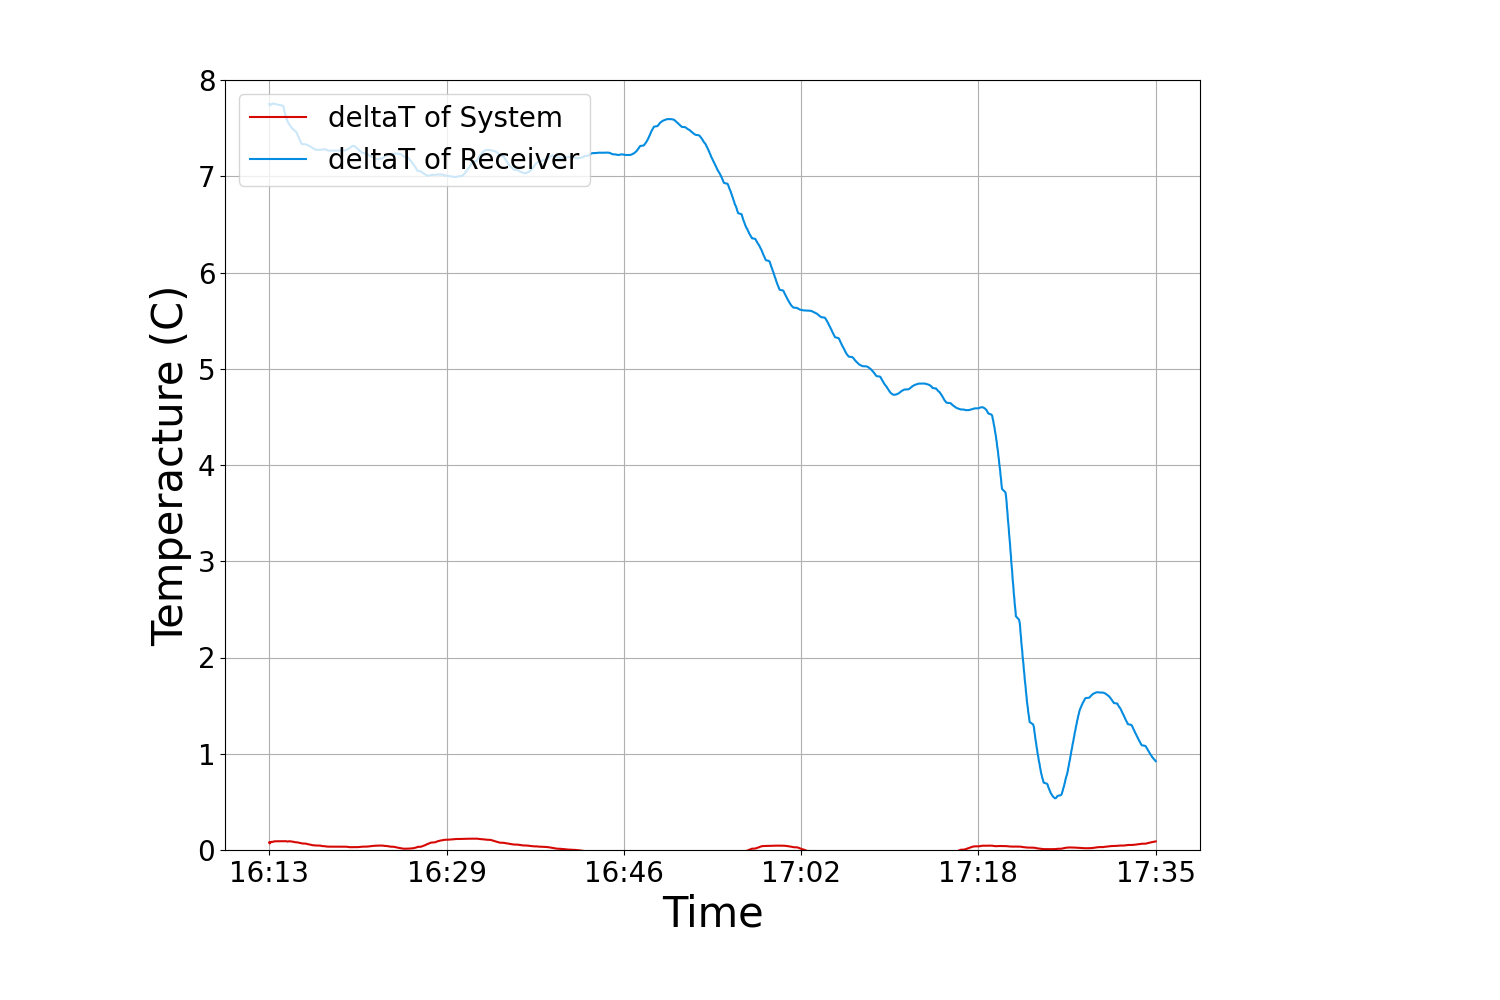 deltaT of System
deltaT of Receiver
Temperacture (C)
8
7
6
5
4
3
2
1
0
16:13 16:29 16:46 17:02 17:18 17:35
Time